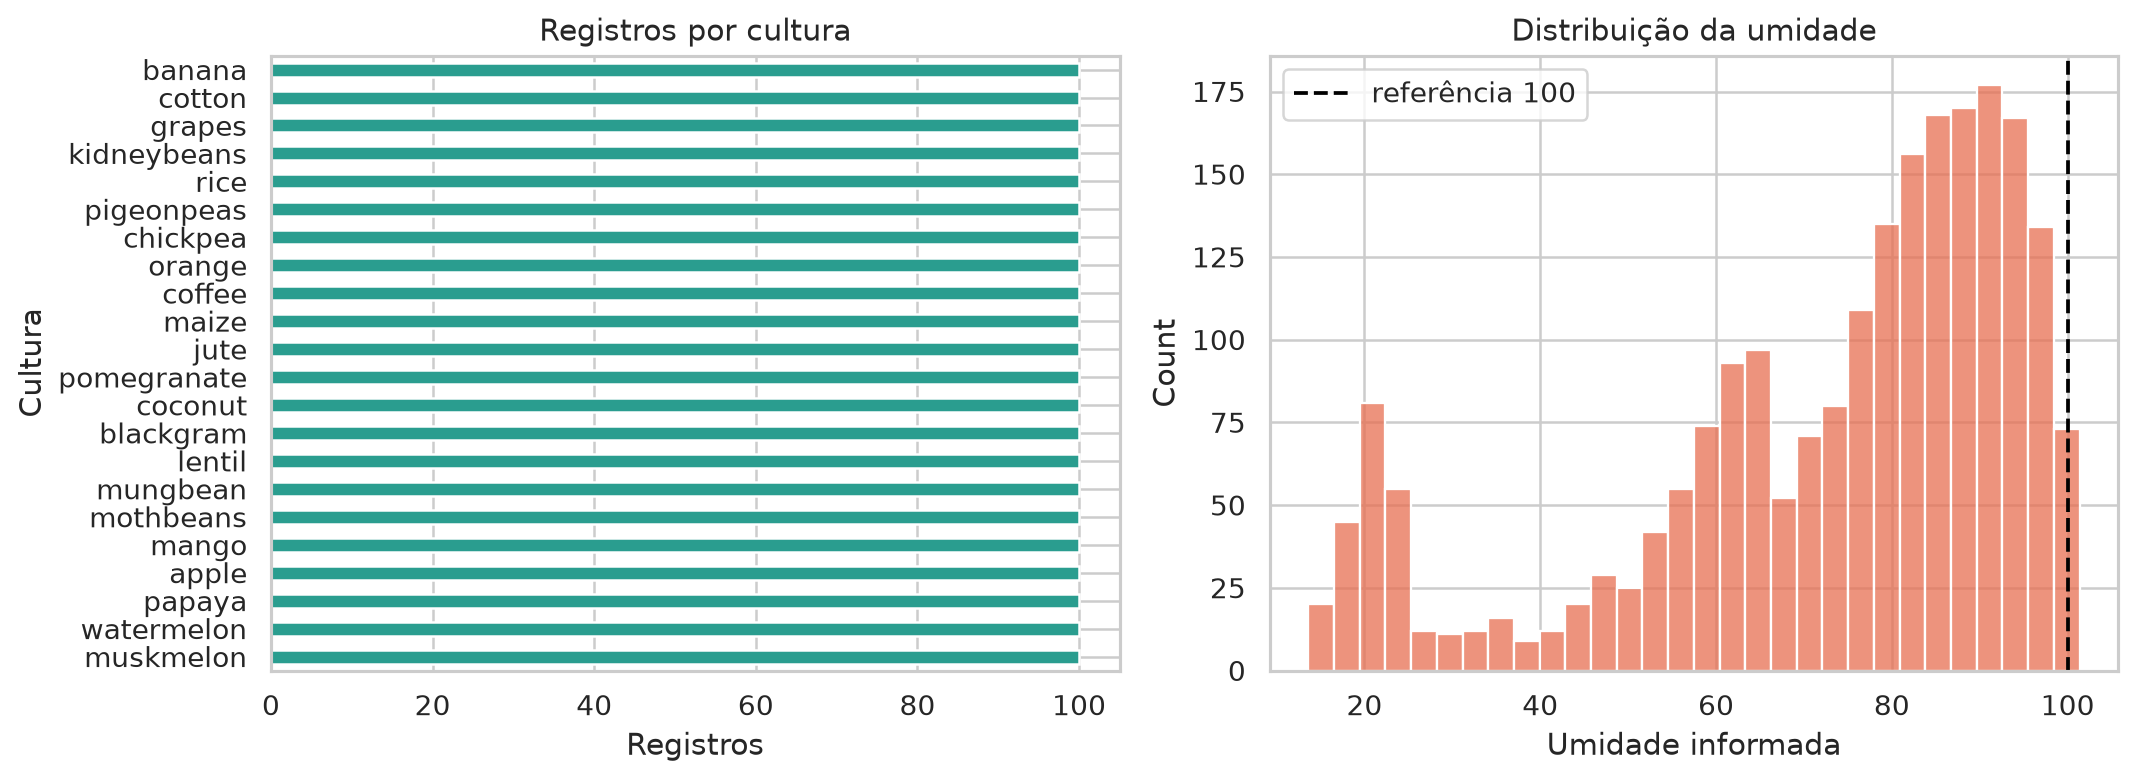 Registros por cultura
banana
cotton
grapes
kidneybeans
rice
pigeonpeas
chickpea
orange
coffee
maize
jute
pomegranate
coconut
blackgram
lentil
mungbean
mothbeans
mango
apple
papaya
watermelon
muskmelon
Cultura
0 20 40 60 80 100
Registros
Distribuição da umidade
referência 100
175
150
125
100
75
50
25
0
Count
20 40 60 80 100
Umidade informada